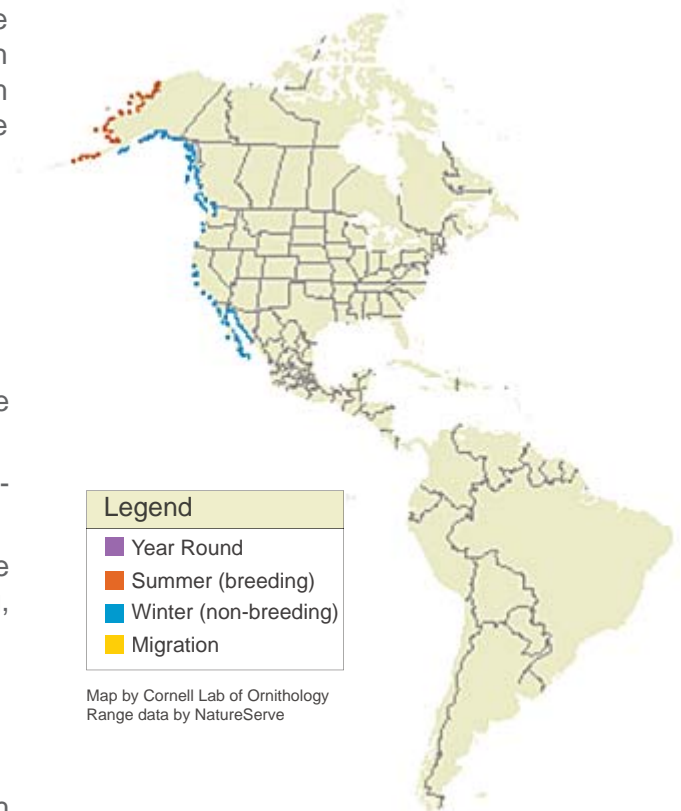 Legend
Year Round
Summer (breeding)
Winter (non-breeding)
Migration
Map by Cornell Lab of Ornithology
Range data by NatureServe